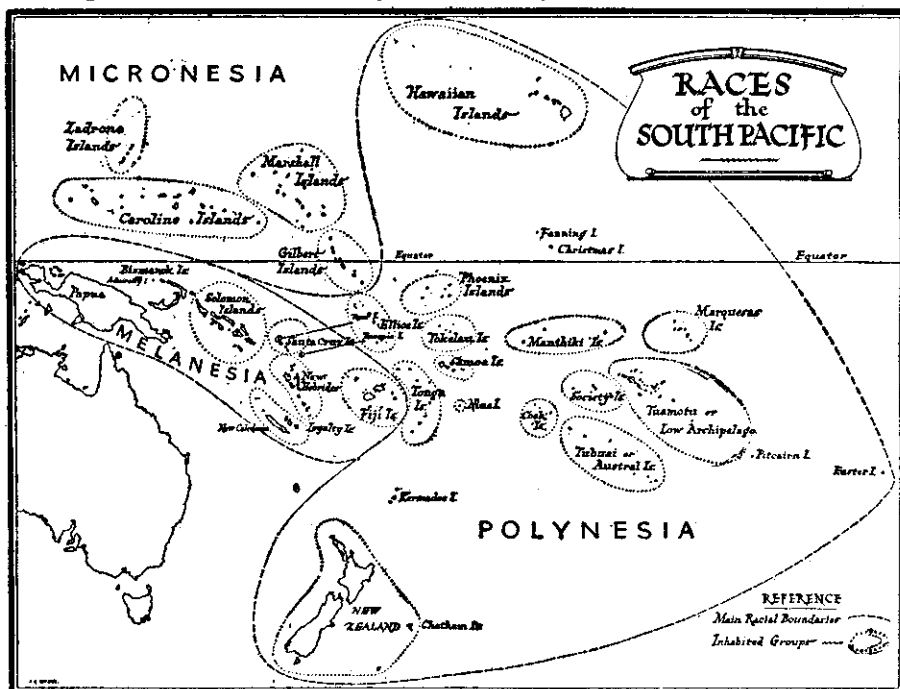 MICRONESIA
RACES
of the
SOUTH PACIFIC
Hawaiian
Islands
Ladrone
Islands
Marshall
Islands
Caroline Islands
Fanning I.
Christmas I.
Gilbert
Islands
Equator
Equator
Bismarck Is.
Papua
Solomon
Islands
Phoenix
Islands
Marquesas
Is.
Ellice Is.
Santa Cruz Is.
Tokelau Is.
Manihiki Is.
Samoa Is.
MELANESIA
New
Hebrides
Fiji Is.
Tonga
Is.
Niue I.
Cook
Is.
Society Is.
Tuamotu or
Low Archipelago
New Caledonia
Loyalty Is.
Tubuai or
Austral Is.
Pitcairn I.
Easter I.
Kermadec I.
POLYNESIA
NEW
ZEALAND
Chatham Is.
REFERENCE
Main Racial Boundaries
Inhabited Groups